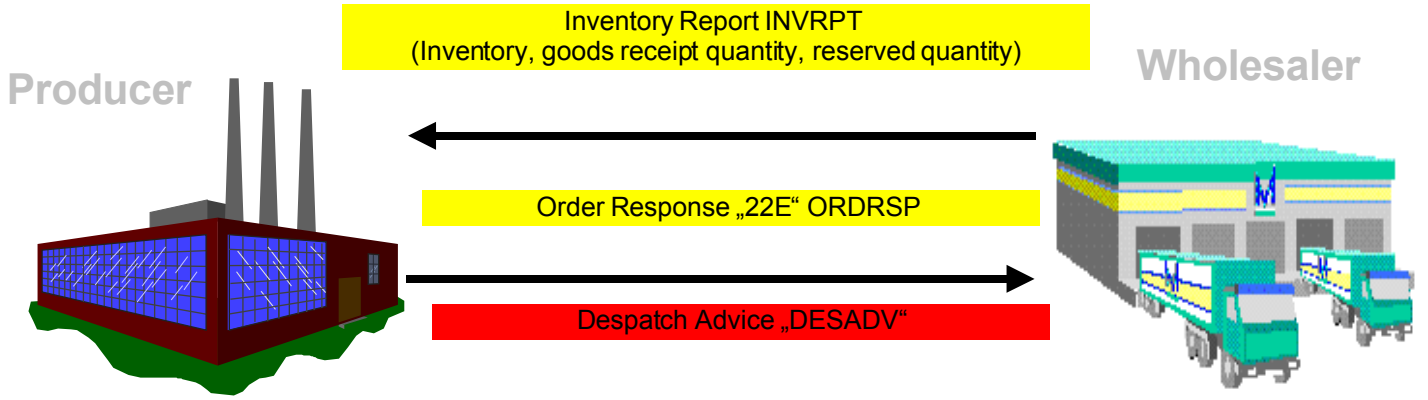 Inventory Report INVRPT
(Inventory, goods receipt quantity, reserved quantity)
Producer
Wholesaler
Order Response „22E“ ORDRSP
Despatch Advice „DESADV“